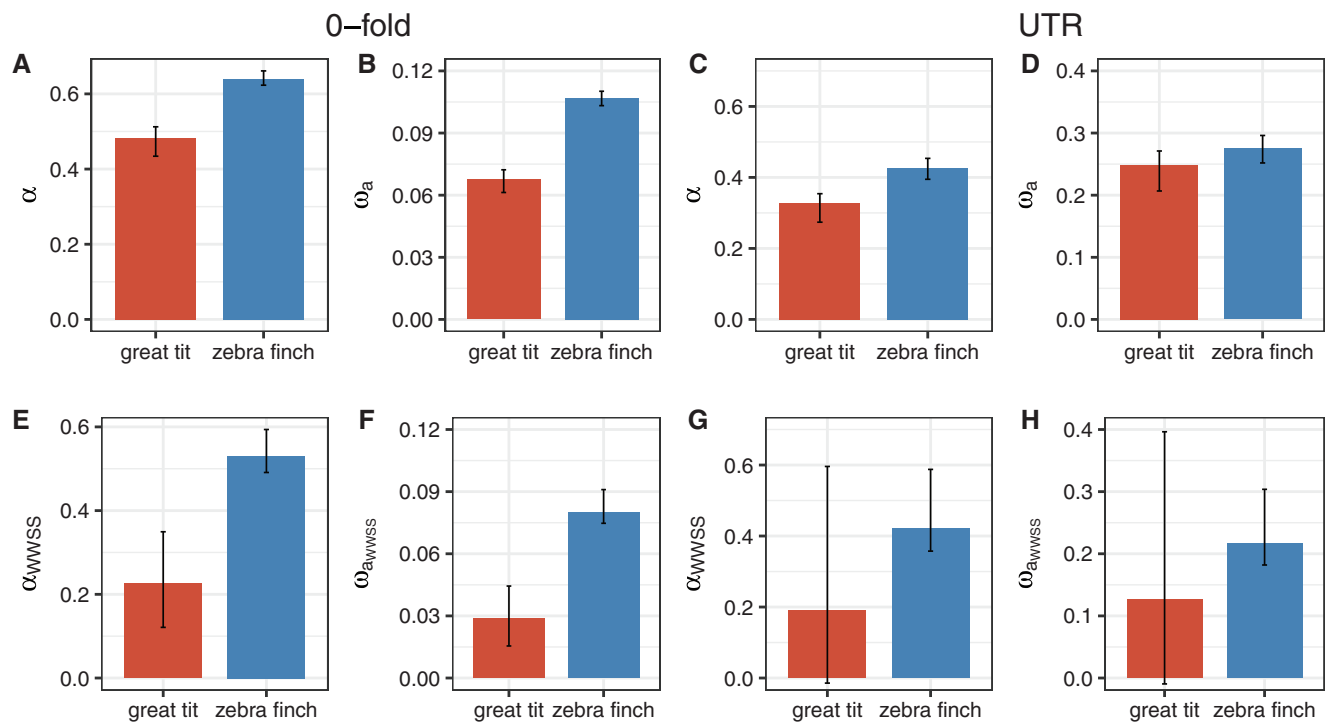 0–fold
UTR
A
α
0.6
0.4
0.2
0.0
great tit
zebra finch
B
ωa
0.12
0.09
0.06
0.03
0.00
great tit
zebra finch
C
α
0.6
0.4
0.2
0.0
great tit
zebra finch
D
ωa
0.4
0.3
0.2
0.1
0.0
great tit
zebra finch
E
αWWSS
0.6
0.4
0.2
0.0
great tit
zebra finch
F
ωaWWSS
0.12
0.09
0.06
0.03
0.00
great tit
zebra finch
G
αWWSS
0.6
0.4
0.2
0.0
great tit
zebra finch
H
ωaWWSS
0.4
0.3
0.2
0.1
0.0
great tit
zebra finch